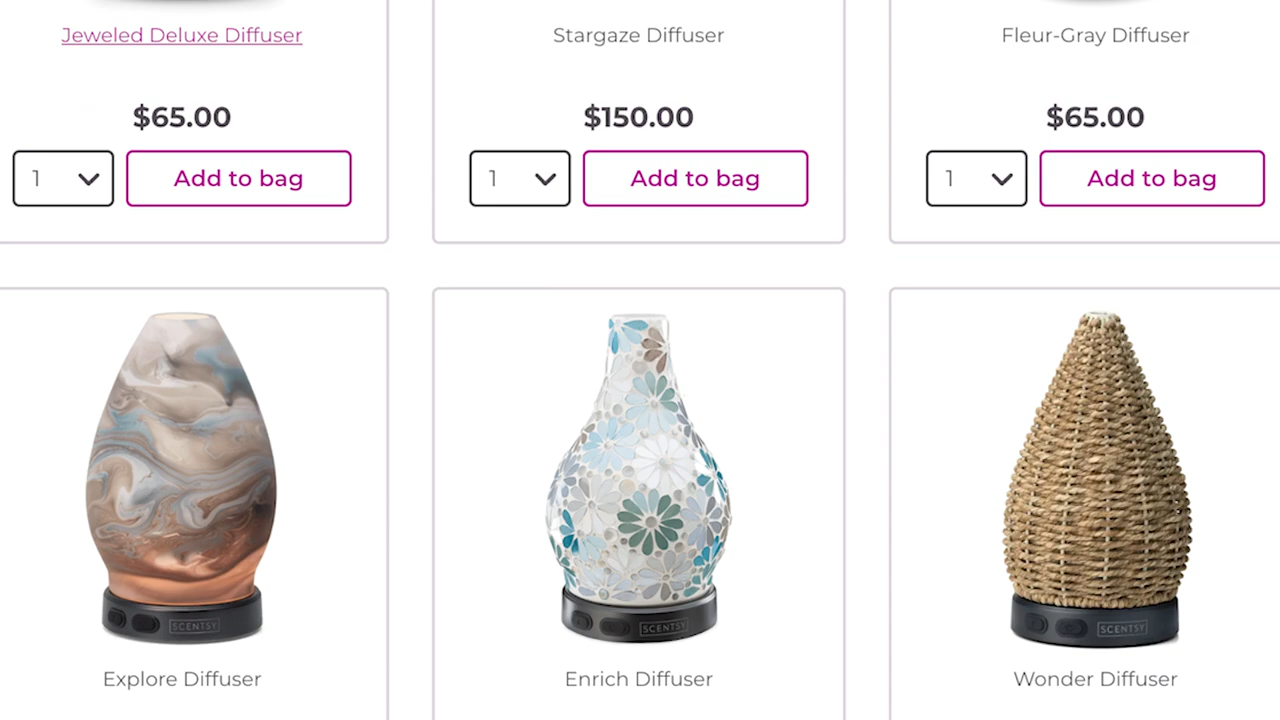 Jeweled Deluxe Diffuser
Stargaze Diffuser
Fleur-Gray Diffuser
$65.00
$150.00
$65.00
1
Add to bag
1
Add to bag
1
Add to bag
SCENTSY
SCENTSY
SCENTSY
Explore Diffuser
Enrich Diffuser
Wonder Diffuser